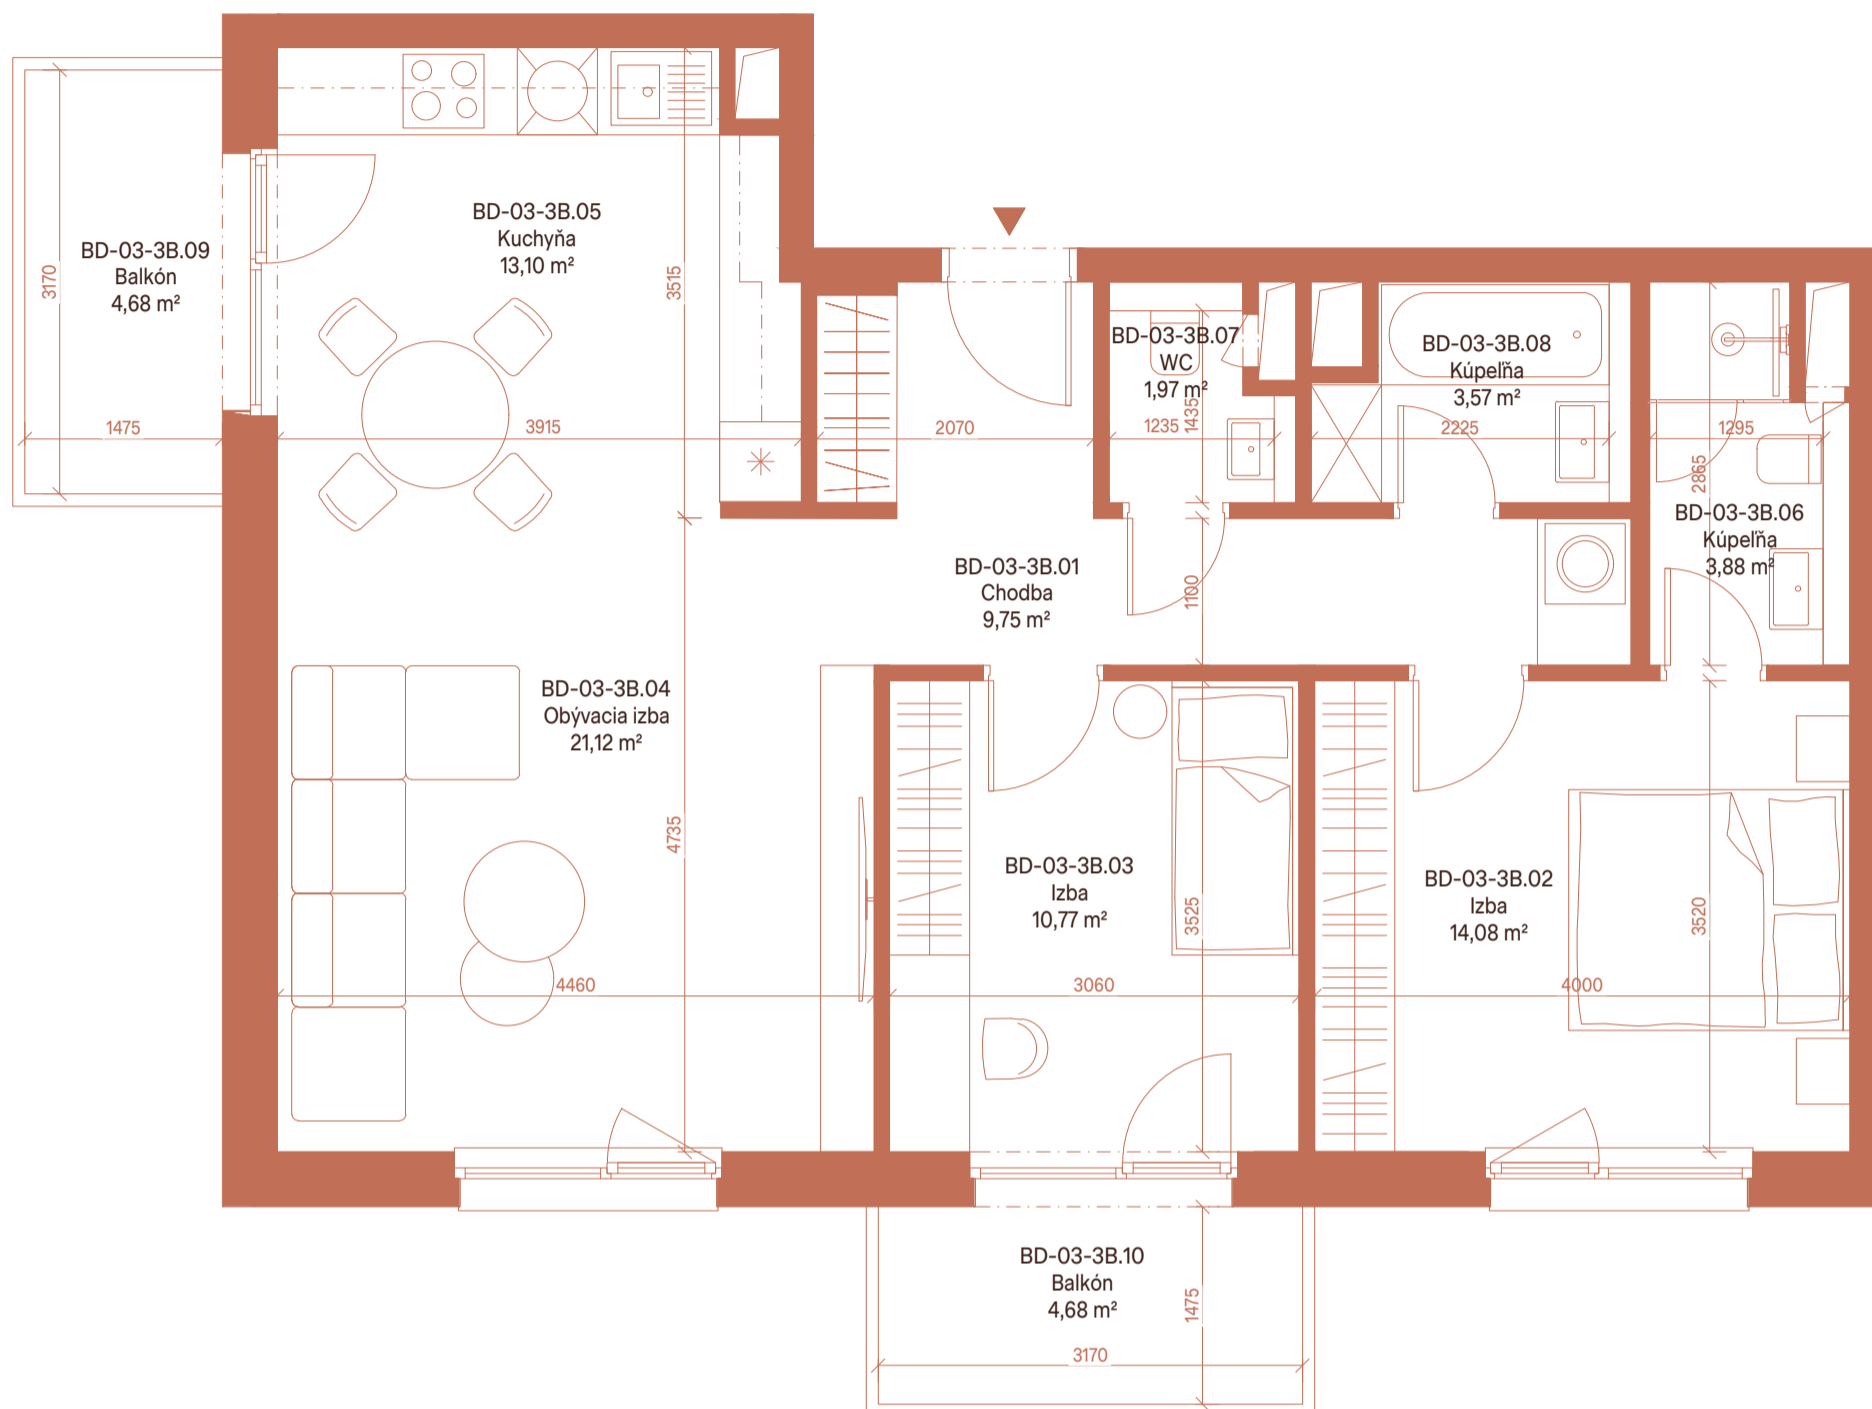 BD-03-3B.05
Kuchyňa
13,10 m²
BD-03-3B.09
Balkón
4,68 m²
3170
3515
BD-03-3B.07
WC
1,97 m²
BD-03-3B.08
Kúpeľňa
3,57 m²
1475
3915
2070
1235
1435
2225
1295
2865
BD-03-3B.06
Kúpeľňa
3,88 m²
BD-03-3B.01
Chodba
9,75 m²
1100
BD-03-3B.04
Obývacia izba
21,12 m²
4735
BD-03-3B.03
Izba
10,77 m²
3525
BD-03-3B.02
Izba
14,08 m²
3520
4460
3060
4000
BD-03-3B.10
Balkón
4,68 m²
1475
3170